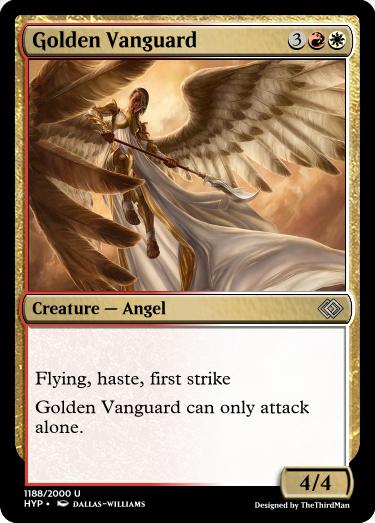 Golden Vanguard 3
Creature — Angel
Flying, haste, first strike
Golden Vanguard can only attack
alone.
4/4
1188/2000 U
HYP • DALLAS-WILLIAMS
Designed by TheThirdMan